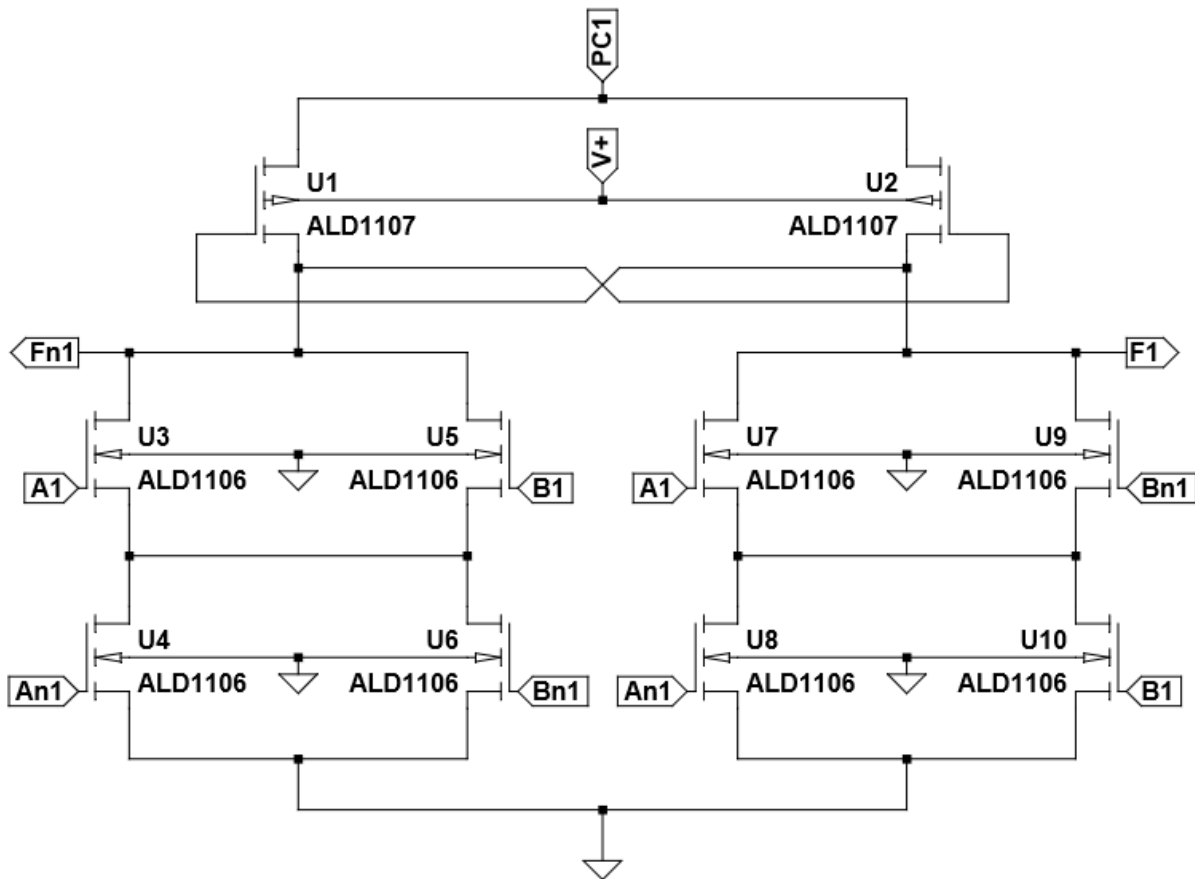 PC1
V+
U1
U2
ALD1107
ALD1107
Fn1
F1
U3
U5
U7
U9
A1
ALD1106
ALD1106
B1
A1
ALD1106
ALD1106
Bn1
U4
U6
U8
U10
An1
ALD1106
ALD1106
Bn1
An1
ALD1106
ALD1106
B1